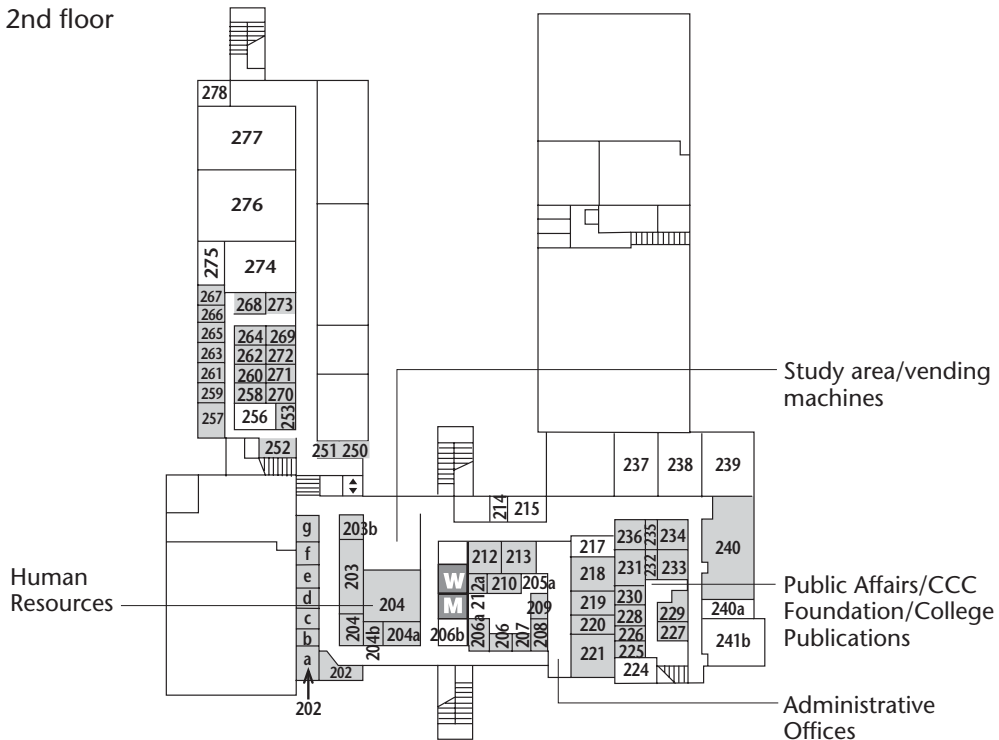 2nd floor
278
277
276
275 274
267 268 273
266
265 264 269
263 262 272
261 260 271
259 258 270
257 256 253
252 251 250
237 238 239
214 215
g 203b
f
e 203
d
c 204
b
a 202
202
204
204b 204a
W
M
212 213
212a 210 205a
209
206a 206 207 208
206b
217
218
219
220
221
236 235 234
231 232 233
230
228 229
226 227
225
224
240
240a
241b
Study area/vending
machines
Human
Resources
Public Affairs/CCC
Foundation/College
Publications
Administrative
Offices